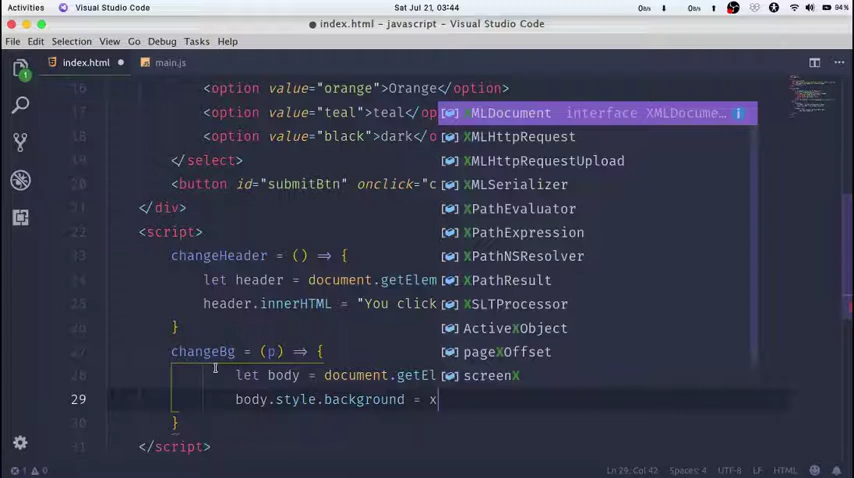 Activities Visual Studio Code Sat Jul 21, 03:44 0b/s 0b/s 94%
index.html - javascript - Visual Studio Code
File Edit Selection View Go Debug Tasks Help
1 index.html main.js
16 <option value="orange">Orange</option>
17 <option value="teal">teal</op XMLDocument interface XMLDocume…
18 <option value="black">dark</o XMLHttpRequest
19 </select> XMLHttpRequestUpload
20 <button id="submitBtn" onclick="c XMLSerializer
21 </div> XPathEvaluator
22 <script> XPathExpression
23 changeHeader = () => { XPathNSResolver
24 let header = document.getElem XPathResult
25 header.innerHTML = "You click XSLTProcessor
26 } ActiveXObject
27 changeBg = (p) => { pageXOffset
28 let body = document.getEl screenX
29 body.style.background = x
30 }
31 </script>
1 0 Ln 29, Col 42 Spaces: 4 UTF-8 LF HTML